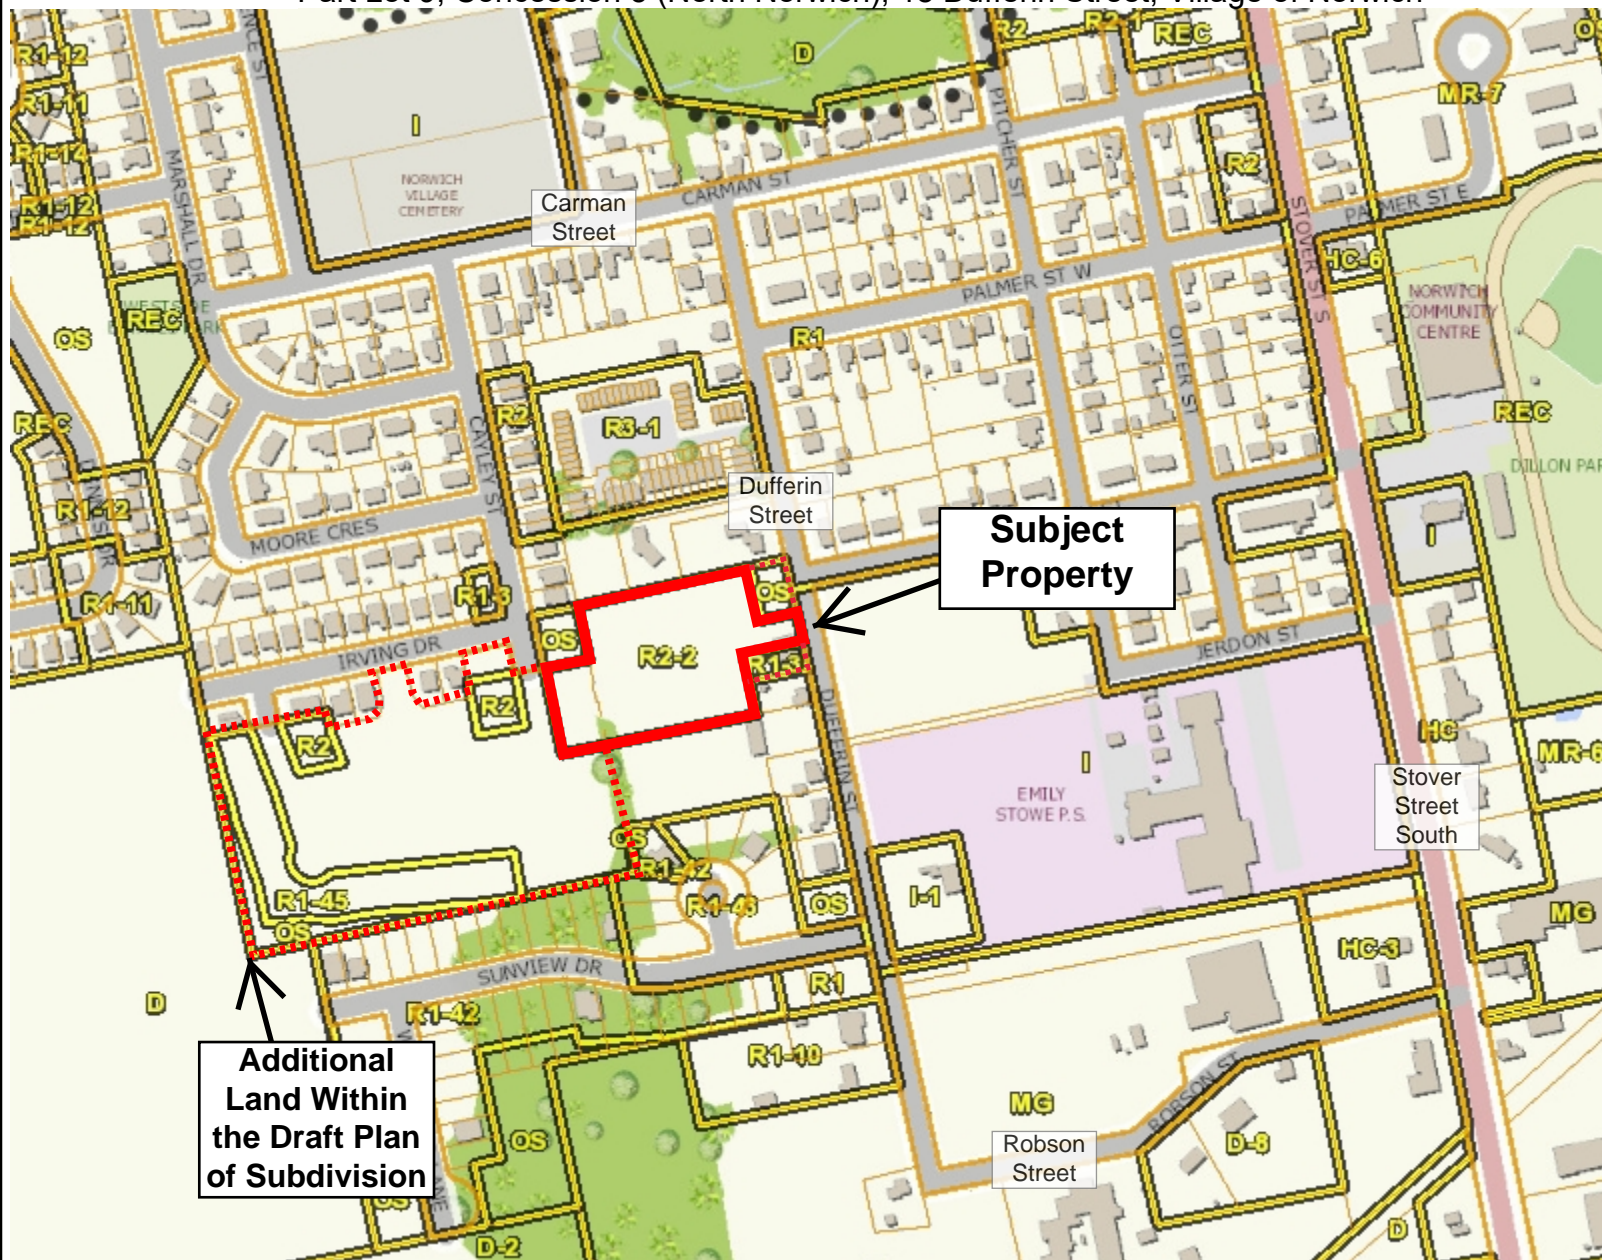 Part Lot 9, Concession 3 (North Norwich), 43 Dufferin Street, Village of Norwich
R1-12
R1-11
R1-14
R1-12
D
R2
REC
OS
MR-7
I
NORWICH
VILLAGE
CEMETERY
MARSHALL DR
Carman
Street
CARMAN ST
PITCHER ST
R2
STOVER ST S
PALMER ST E
HC-6
OS
REC
PALMER ST W
NORWICH
COMMUNITY
CENTRE
R1
OTTER ST
REC
R2
R3-1
CAYLEY ST
REC
DILLON PAR
R1-12
MOORE CRES
Dufferin
Street
Subject
Property
I
R1-11
R1-3
OS
OS
IRVING DR
R2-2
R1-3
JERDON ST
R2
R2
DUFFERIN ST
I
HC
MR-6
EMILY
STOWE P.S.
Stover
Street
South
OS
R1-42
R1-45
OS
R1-43
OS
I-1
MG
HC-3
SUNVIEW DR
R1
D
R1-42
R1-10
Additional
Land Within
the Draft Plan
of Subdivision
MG
ROBSON ST
Robson
Street
D-8
OS
OS
D-2
D